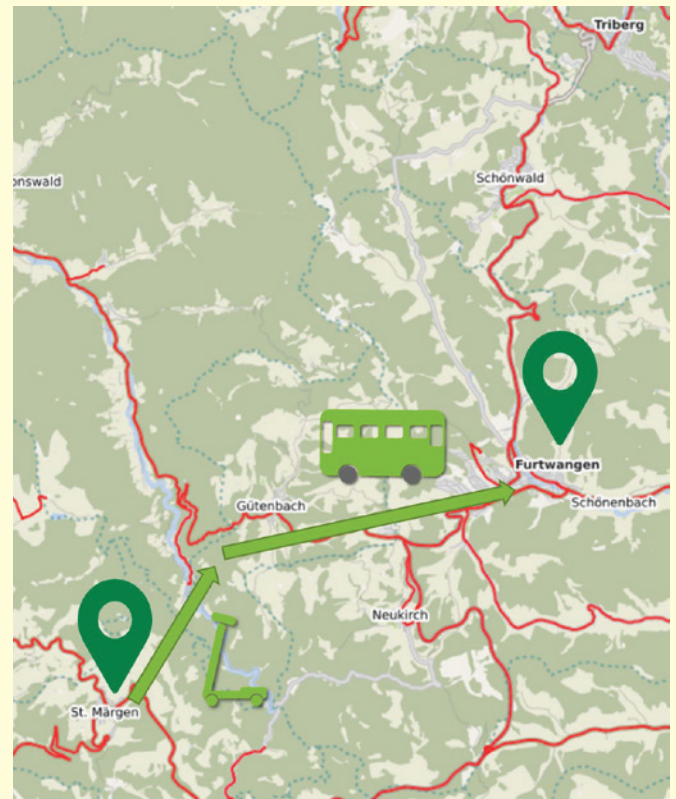 Triberg
Schönwald
onswald
Furtwangen
Schönenbach
Gütenbach
Neukirch
St. Märgen